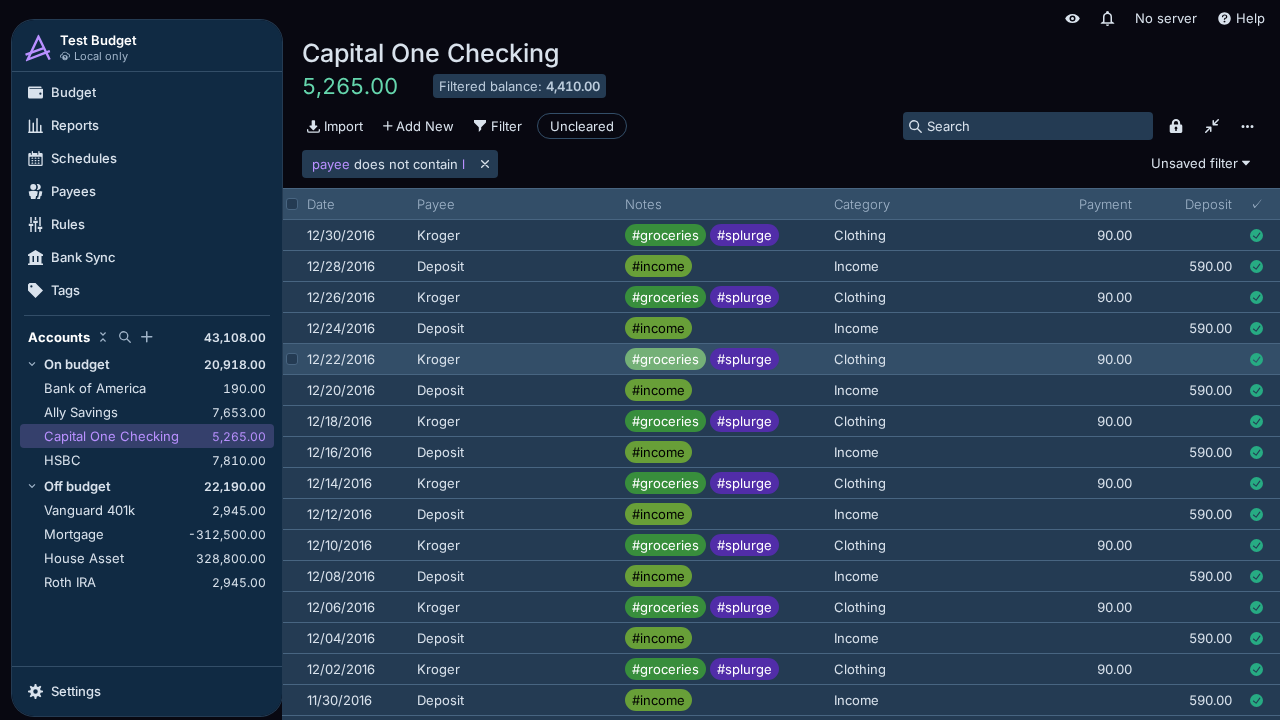 Test Budget
Local only
Budget
Reports
Schedules
Payees
Rules
Bank Sync
Tags
Accounts 43,108.00
On budget 20,918.00
Bank of America 190.00
Ally Savings 7,653.00
Capital One Checking 5,265.00
HSBC 7,810.00
Off budget 22,190.00
Vanguard 401k 2,945.00
Mortgage -312,500.00
House Asset 328,800.00
Roth IRA 2,945.00
Settings
No server Help
Capital One Checking
5,265.00 Filtered balance: 4,410.00
Import Add New Filter Uncleared Search
payee does not contain Unsaved filter
Date Payee Notes Category Payment Deposit ✓
12/30/2016 Kroger #groceries #splurge Clothing 90.00
12/28/2016 Deposit #income Income 590.00
12/26/2016 Kroger #groceries #splurge Clothing 90.00
12/24/2016 Deposit #income Income 590.00
12/22/2016 Kroger #groceries #splurge Clothing 90.00
12/20/2016 Deposit #income Income 590.00
12/18/2016 Kroger #groceries #splurge Clothing 90.00
12/16/2016 Deposit #income Income 590.00
12/14/2016 Kroger #groceries #splurge Clothing 90.00
12/12/2016 Deposit #income Income 590.00
12/10/2016 Kroger #groceries #splurge Clothing 90.00
12/08/2016 Deposit #income Income 590.00
12/06/2016 Kroger #groceries #splurge Clothing 90.00
12/04/2016 Deposit #income Income 590.00
12/02/2016 Kroger #groceries #splurge Clothing 90.00
11/30/2016 Deposit #income Income 590.00